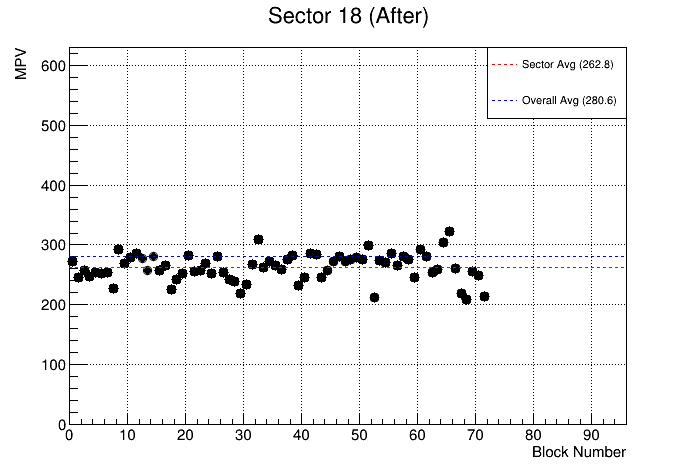 Sector 18 (After)
MPV
Sector Avg (262.8)
Overall Avg (280.6)
600
500
400
300
200
100
0
0 10 20 30 40 50 60 70 80 90
Block Number